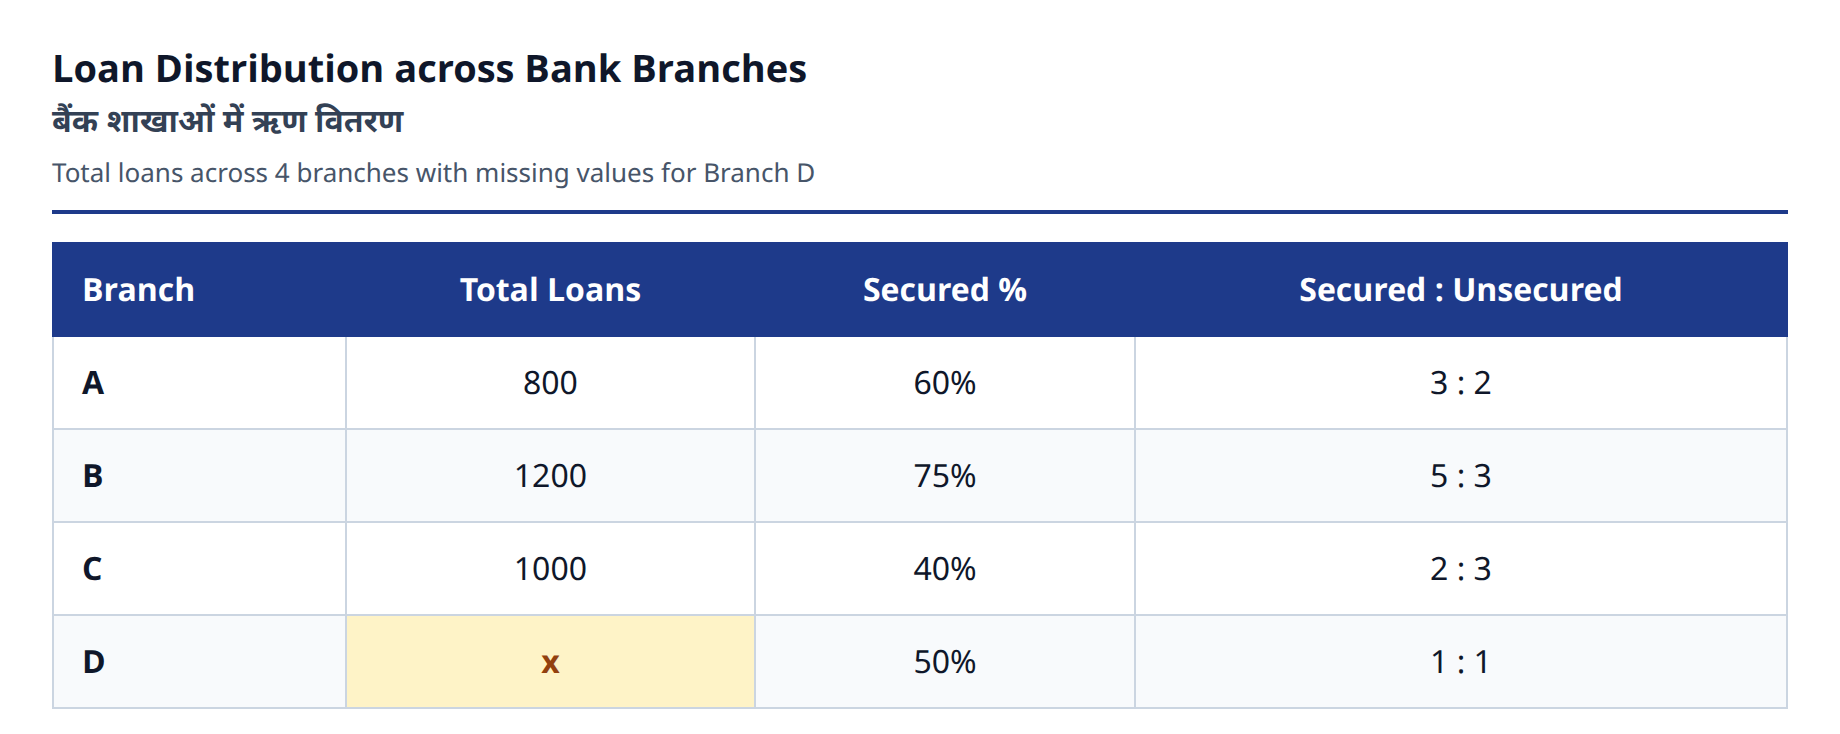 Loan Distribution across Bank Branches
बैंक शाखाओं में ऋण वितरण
Total loans across 4 branches with missing values for Branch D
Branch Total Loans Secured % Secured : Unsecured
A 800 60% 3 : 2
B 1200 75% 5 : 3
C 1000 40% 2 : 3
D x 50% 1 : 1